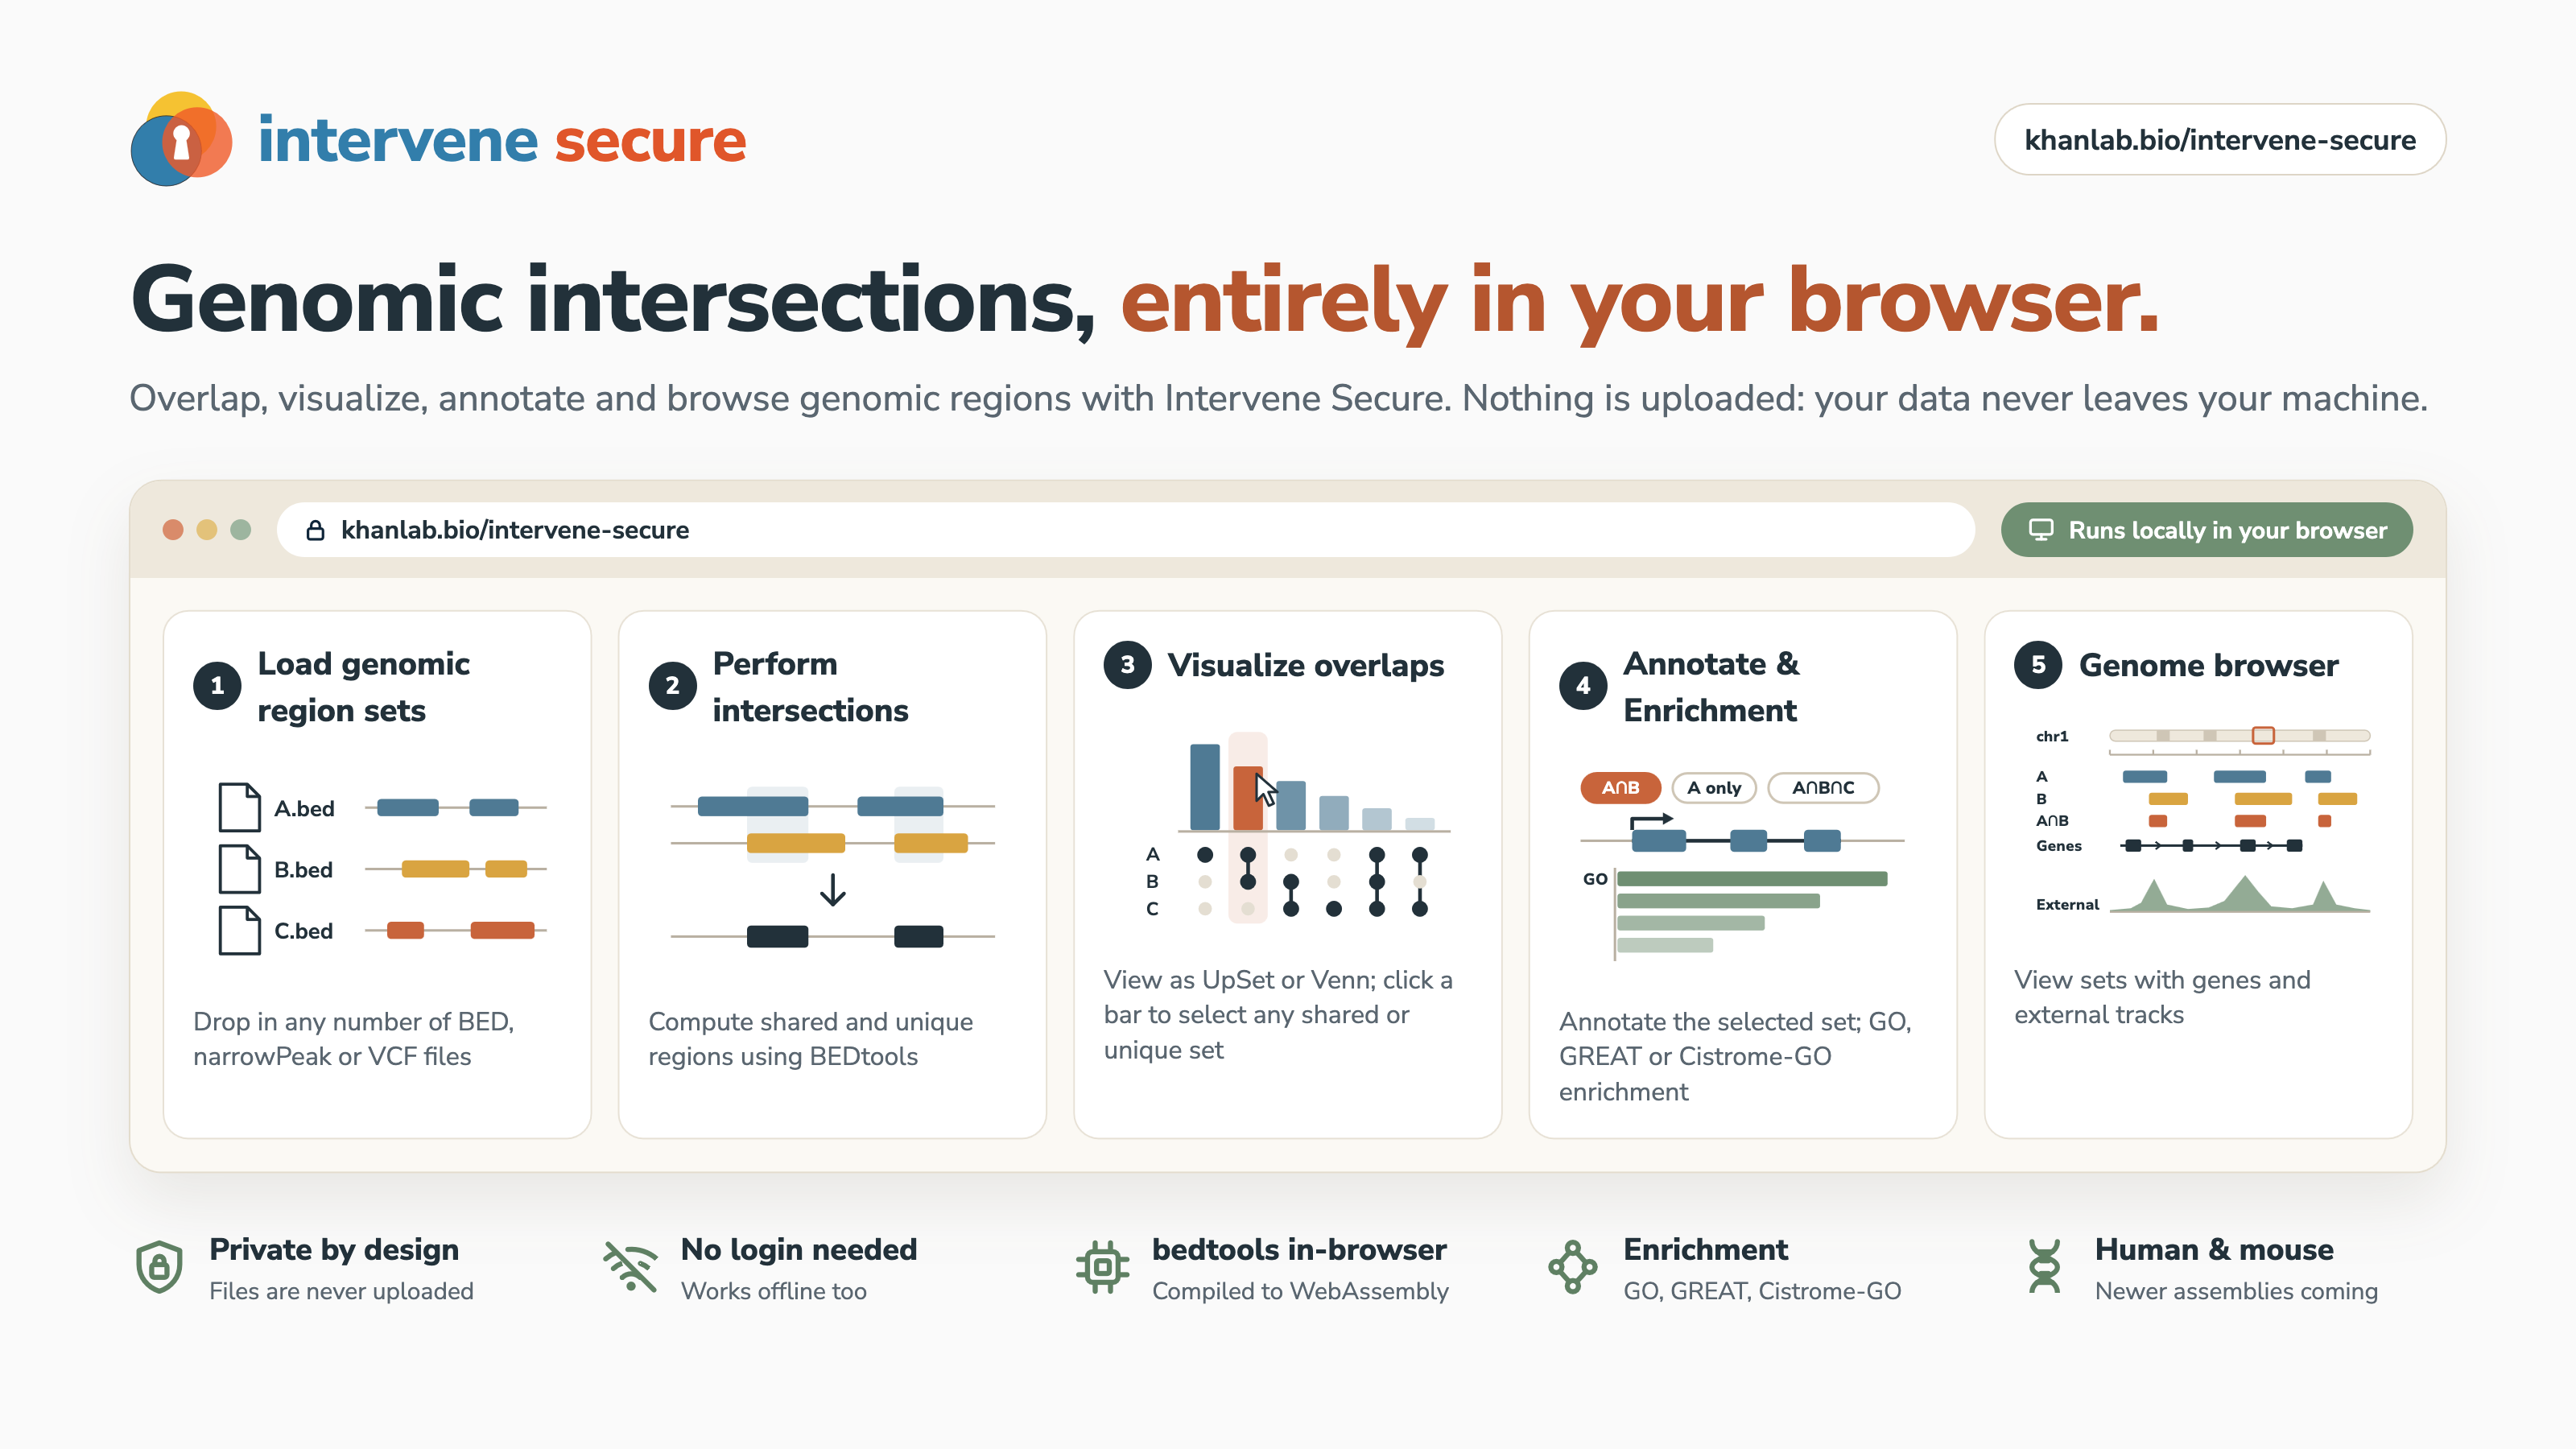 intervene secure
khanlab.bio/intervene-secure
Genomic intersections, entirely in your browser.
Overlap, visualize, annotate and browse genomic regions with Intervene Secure. Nothing is uploaded: your data never leaves your machine.
khanlab.bio/intervene-secure
Runs locally in your browser
1
Load genomic
region sets
A.bed
B.bed
C.bed
Drop in any number of BED,
narrowPeak or VCF files
2
Perform
intersections
Compute shared and unique
regions using BEDtools
3
Visualize overlaps
A
B
C
View as UpSet or Venn; click a
bar to select any shared or
unique set
4
Annotate &
Enrichment
A∩B
A only
A∩B∩C
GO
Annotate the selected set; GO,
GREAT or Cistrome-GO
enrichment
5
Genome browser
chr1
A
B
A∩B
Genes
External
View sets with genes and
external tracks
Private by design
Files are never uploaded
No login needed
Works offline too
bedtools in-browser
Compiled to WebAssembly
Enrichment
GO, GREAT, Cistrome-GO
Human & mouse
Newer assemblies coming